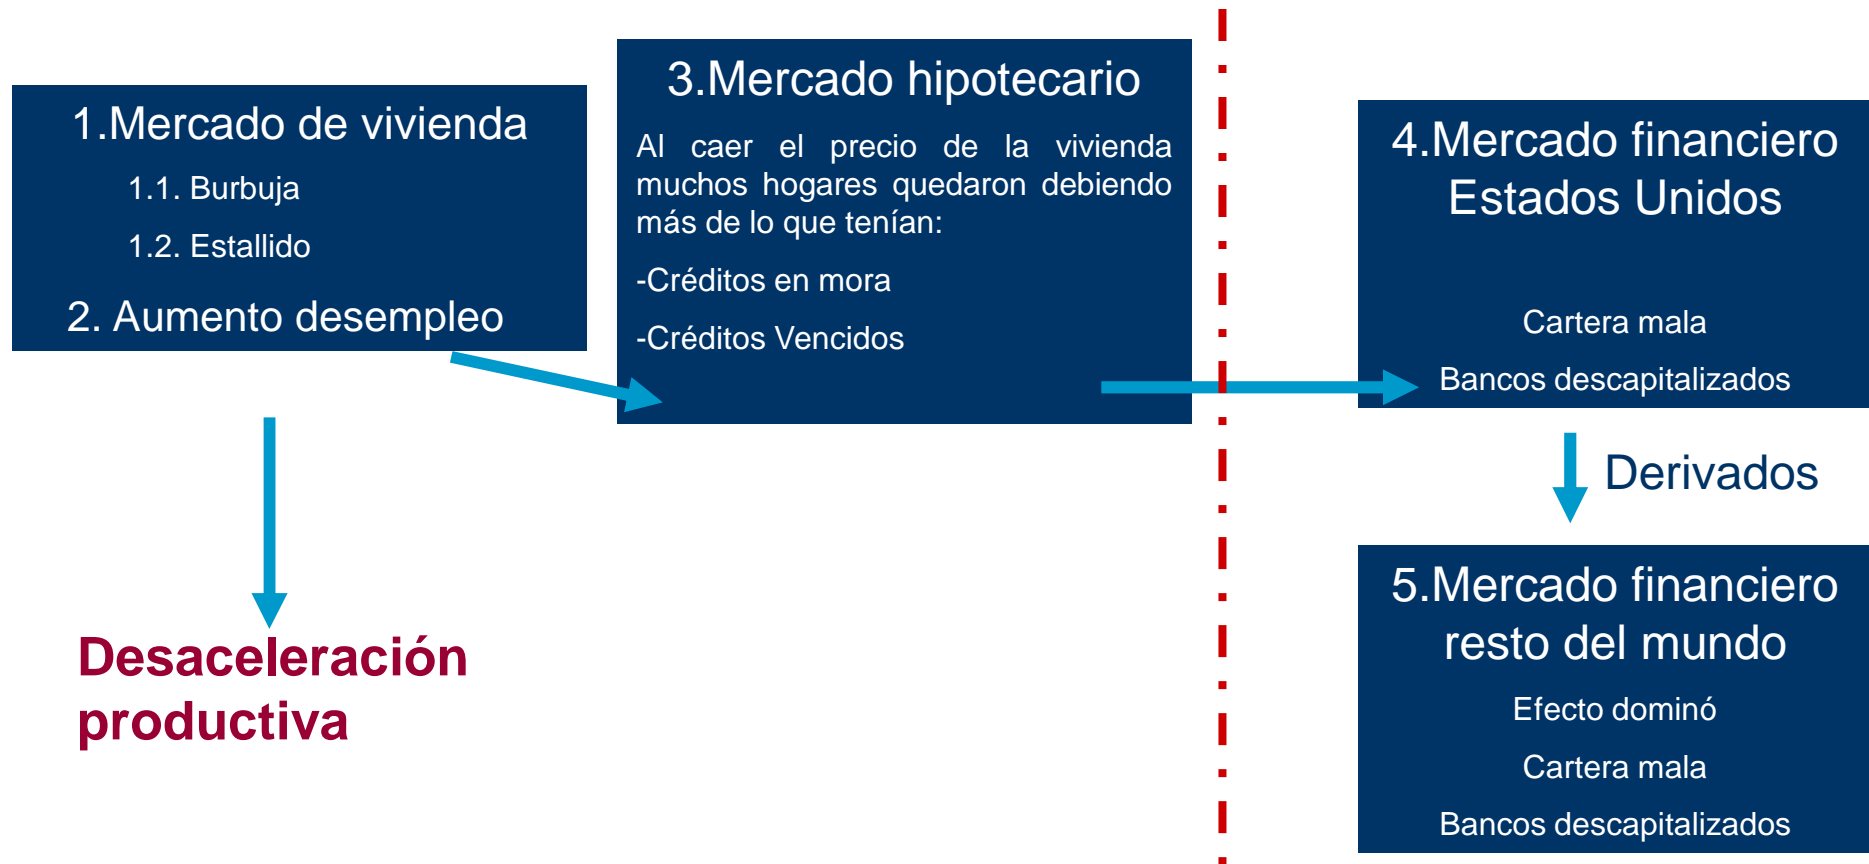 1.Mercado de vivienda
1.1. Burbuja
1.2. Estallido
2. Aumento desempleo
Desaceleración
productiva
3.Mercado hipotecario
Al caer el precio de la vivienda
muchos hogares quedaron debiendo
más de lo que tenían:
-Créditos en mora
-Créditos Vencidos
4.Mercado financiero
Estados Unidos
Cartera mala
Bancos descapitalizados
Derivados
5.Mercado financiero
resto del mundo
Efecto dominó
Cartera mala
Bancos descapitalizados